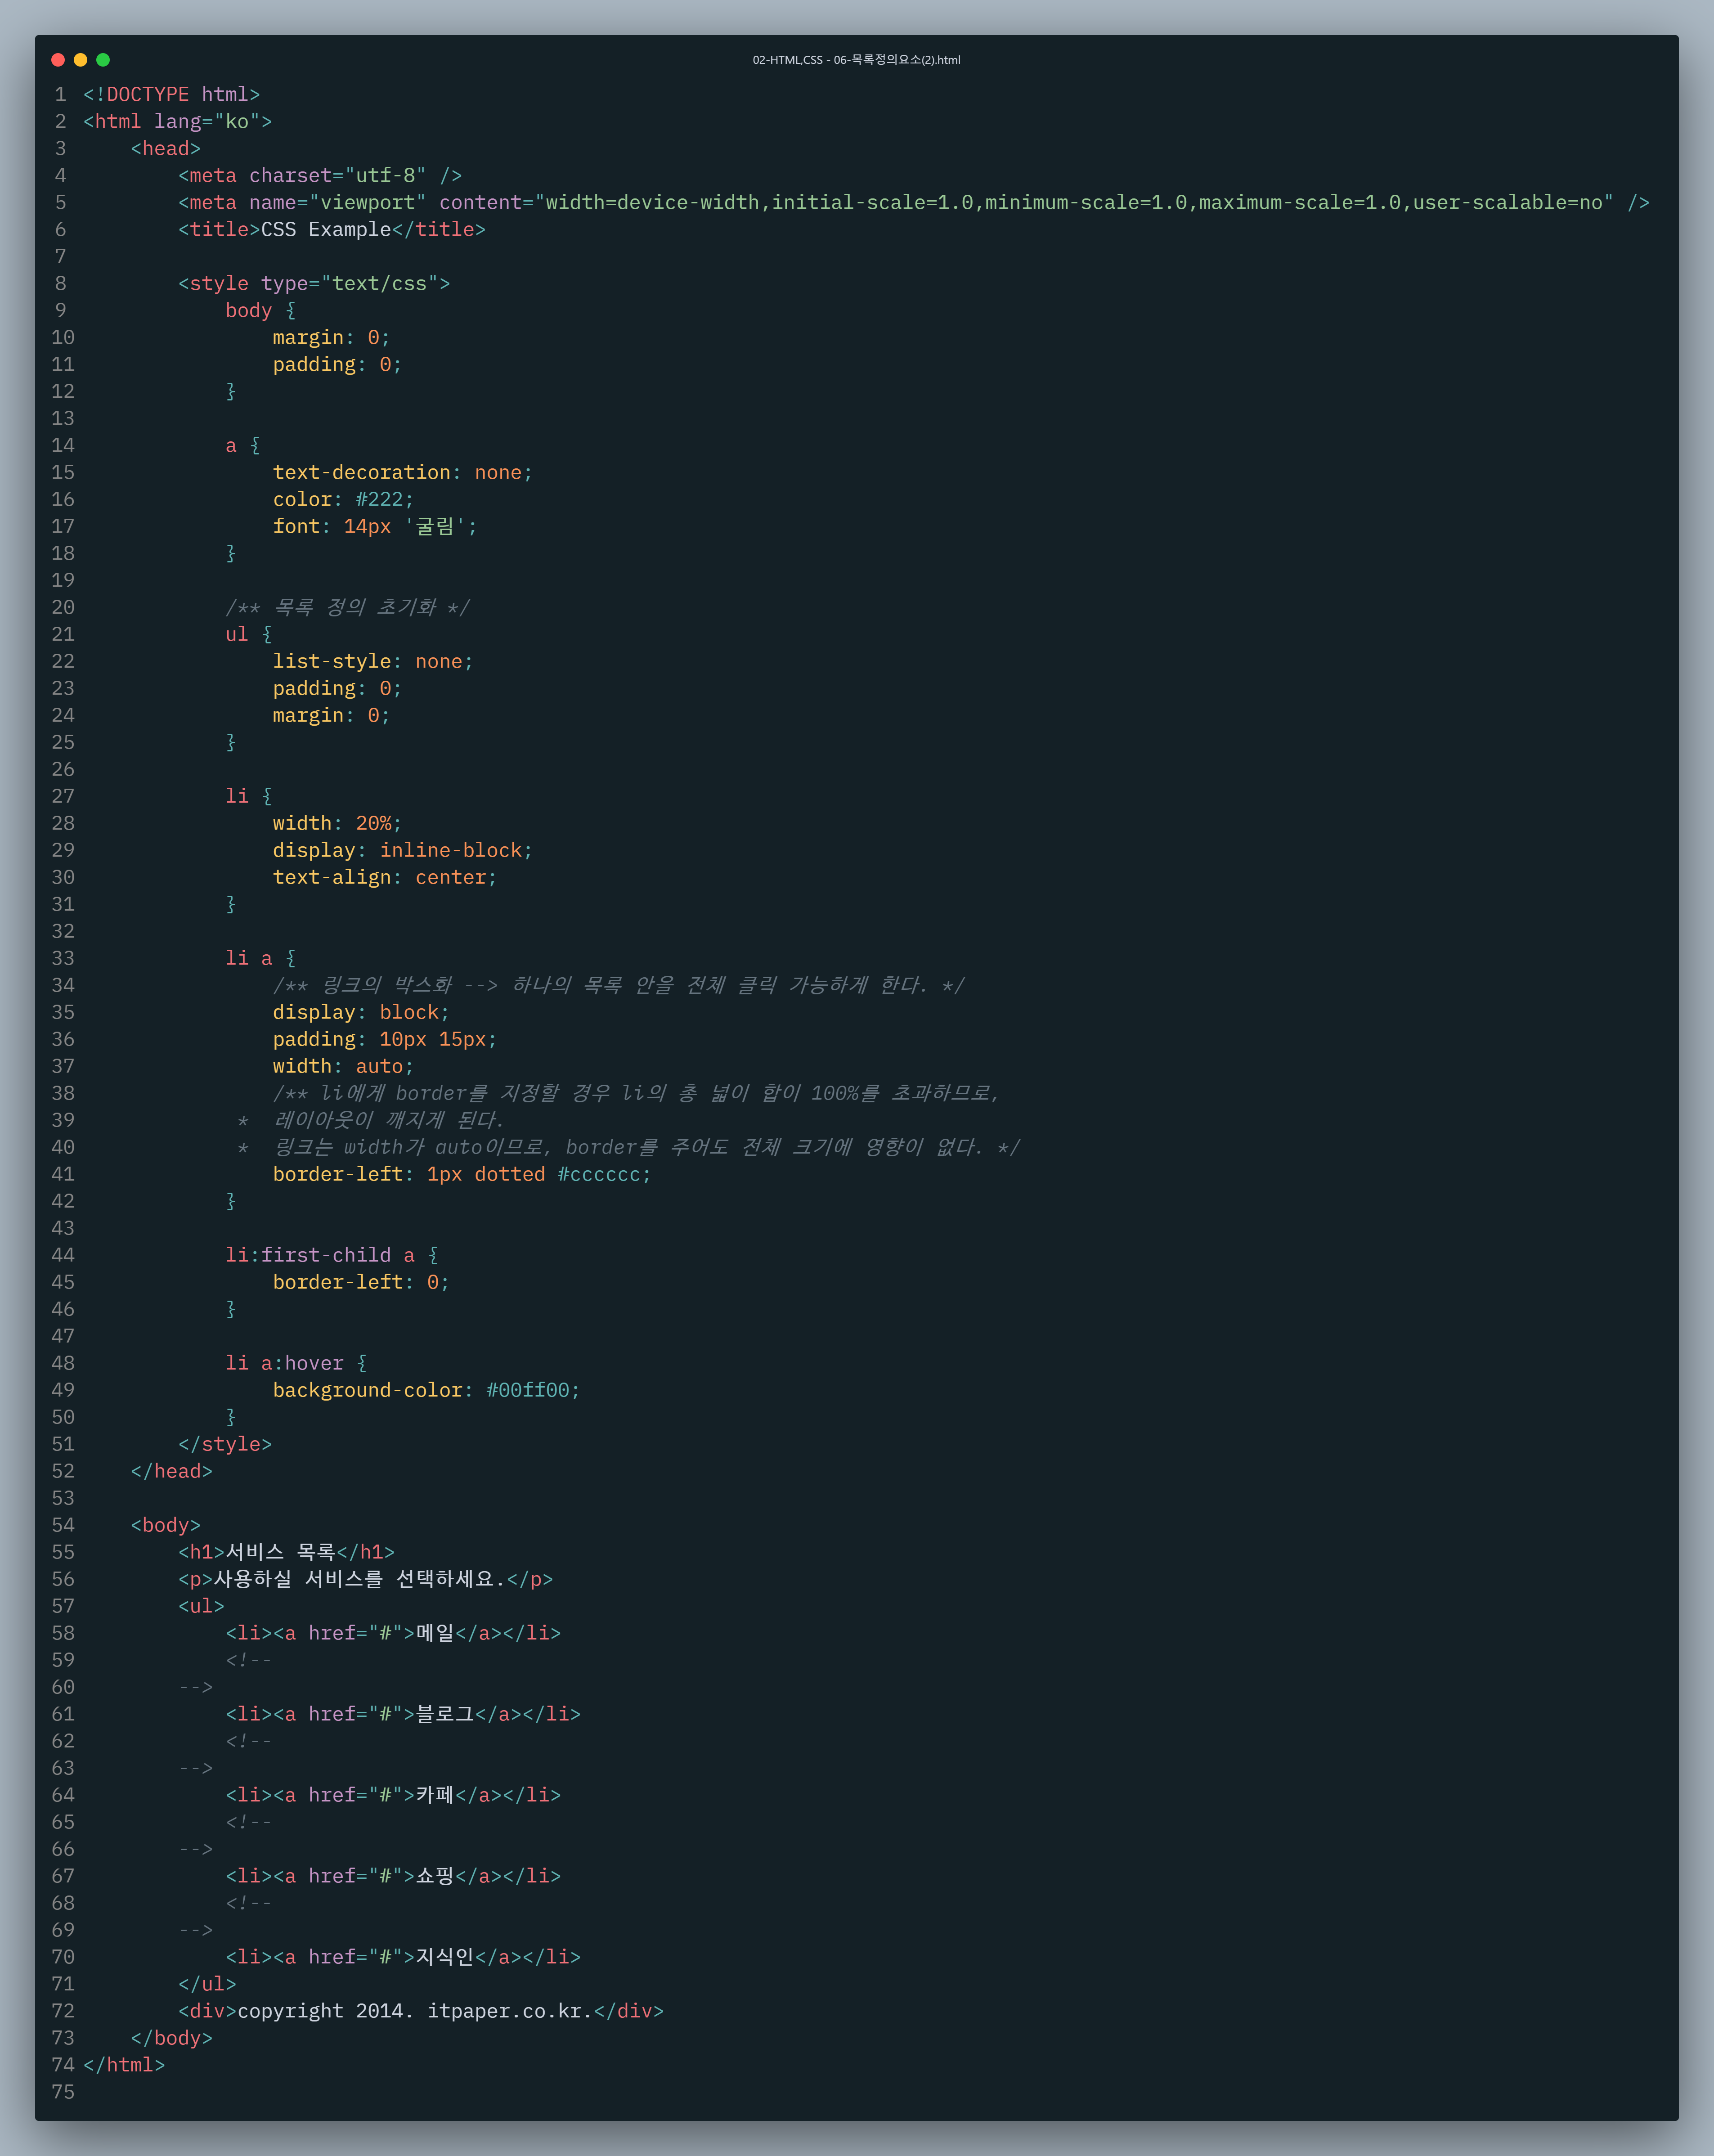 02-HTML,CSS - 06-목록정의요소(2).html
1 <!DOCTYPE html>
2 <html lang="ko">
3     <head>
4         <meta charset="utf-8" />
5         <meta name="viewport" content="width=device-width,initial-scale=1.0,minimum-scale=1.0,maximum-scale=1.0,user-scalable=no" />
6         <title>CSS Example</title>
7
8         <style type="text/css">
9             body {
10                 margin: 0;
11                 padding: 0;
12             }
13
14             a {
15                 text-decoration: none;
16                 color: #222;
17                 font: 14px '굴림';
18             }
19
20             /** 목록 정의 초기화 */
21             ul {
22                 list-style: none;
23                 padding: 0;
24                 margin: 0;
25             }
26
27             li {
28                 width: 20%;
29                 display: inline-block;
30                 text-align: center;
31             }
32
33             li a {
34                 /** 링크의 박스화 --> 하나의 목록 안을 전체 클릭 가능하게 한다. */
35                 display: block;
36                 padding: 10px 15px;
37                 width: auto;
38                 /** li에게 border를 지정할 경우 li의 총 넓이 합이 100%를 초과하므로,
39              *  레이아웃이 깨지게 된다.
40              *  링크는 width가 auto이므로, border를 주어도 전체 크기에 영향이 없다. */
41                 border-left: 1px dotted #cccccc;
42             }
43
44             li:first-child a {
45                 border-left: 0;
46             }
47
48             li a:hover {
49                 background-color: #00ff00;
50             }
51         </style>
52     </head>
53
54     <body>
55         <h1>서비스 목록</h1>
56         <p>사용하실 서비스를 선택하세요.</p>
57         <ul>
58             <li><a href="#">메일</a></li>
59             <!--
60         -->
61             <li><a href="#">블로그</a></li>
62             <!--
63         -->
64             <li><a href="#">카페</a></li>
65             <!--
66         -->
67             <li><a href="#">쇼핑</a></li>
68             <!--
69         -->
70             <li><a href="#">지식인</a></li>
71         </ul>
72         <div>copyright 2014. itpaper.co.kr.</div>
73     </body>
74 </html>
75